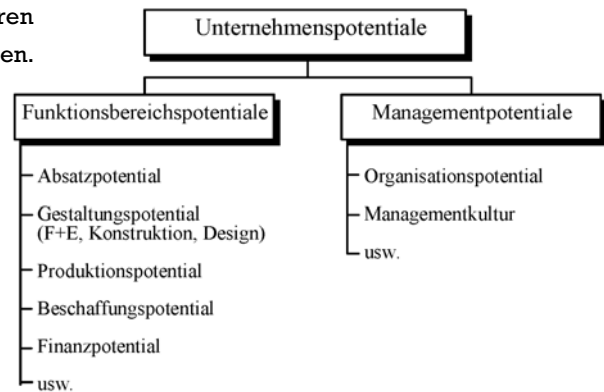 ren
en.
Unternehmenspotentiale
Funktionsbereichspotentiale
Managementpotentiale
Absatzpotential
Gestaltungspotential
(F+E, Konstruktion, Design)
Produktionspotential
Beschaffungspotential
Finanzpotential
usw.
Organisationspotential
Managementkultur
usw.